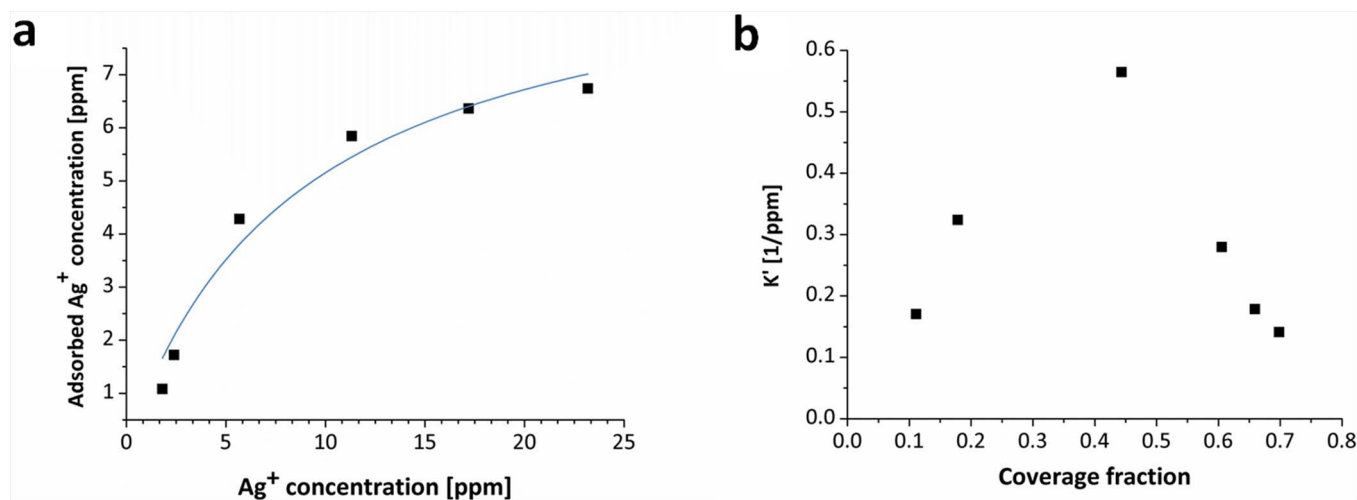 a
Adsorbed Ag+ concentration [ppm]
7
6
5
4
3
2
1
0 5 10 15 20 25
Ag+ concentration [ppm]
b
K' [1/ppm]
0.6
0.5
0.4
0.3
0.2
0.1
0.0
0.0 0.1 0.2 0.3 0.4 0.5 0.6 0.7 0.8
Coverage fraction